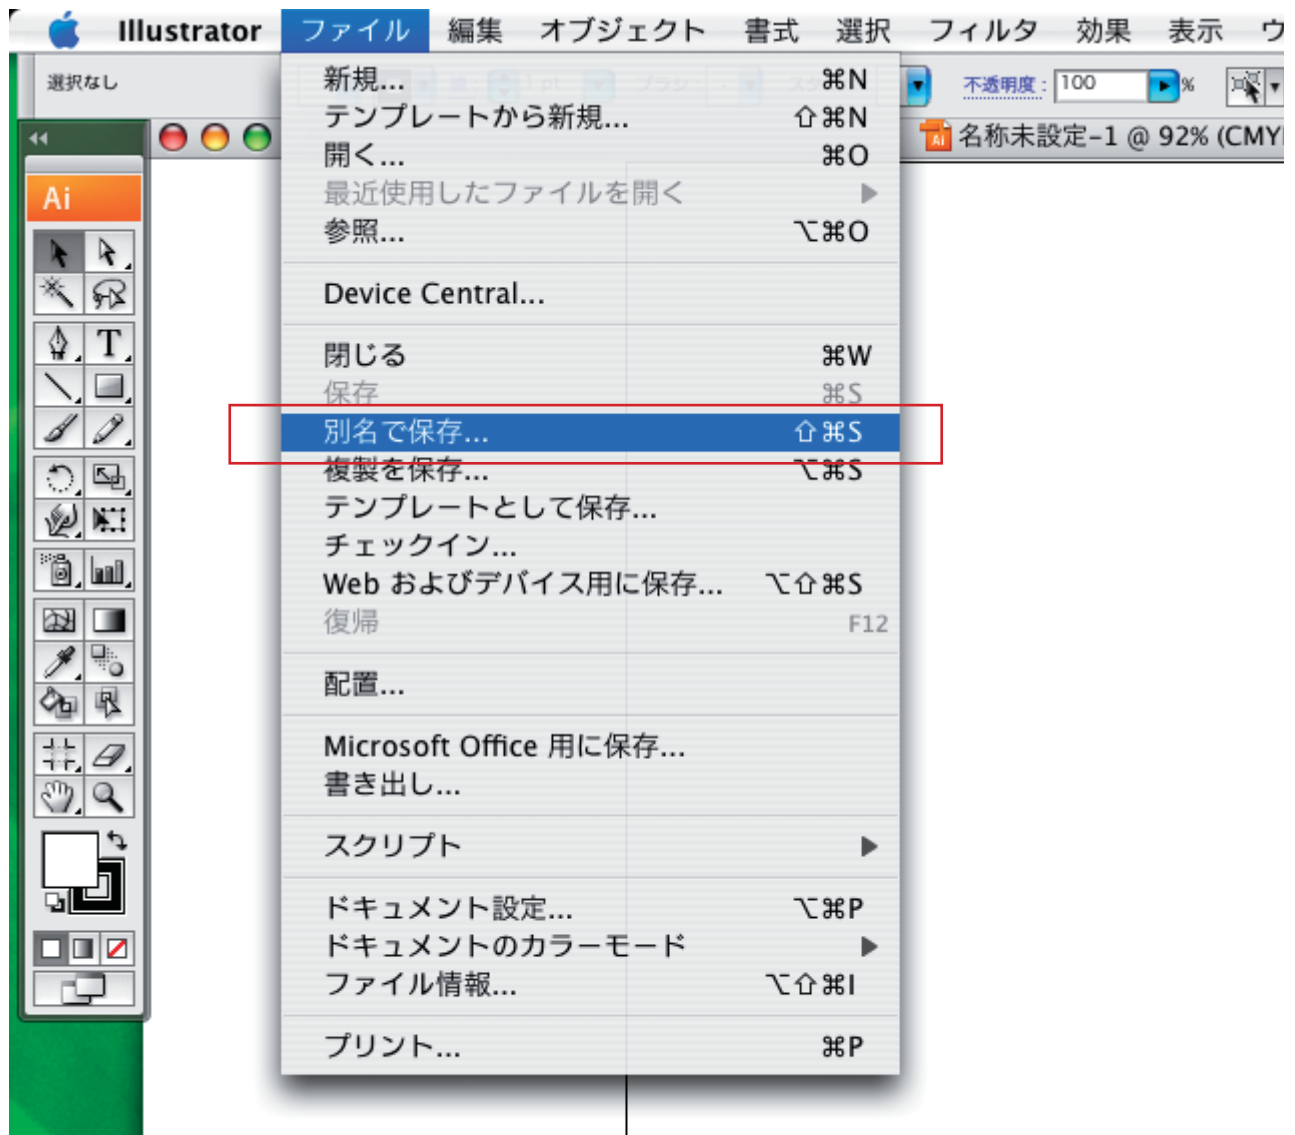 Illustrator ファイル 編集 オブジェクト 書式 選択 フィルタ 効果 表示 ウ
選択なし
1 pt
ブラシ
不透明度: 100 %
名称未設定-1 @ 92% (CMY
Ai
新規... ⌘N
テンプレートから新規... ⇧⌘N
開く... ⌘O
最近使用したファイルを開く ▶
参照... ⌥⌘O
Device Central...
閉じる ⌘W
保存 ⌘S
別名で保存... ⇧⌘S
複製を保存... ⌥⌘S
テンプレートとして保存...
チェックイン...
Web およびデバイス用に保存... ⌥⇧⌘S
復帰 F12
配置...
Microsoft Office 用に保存...
書き出し...
スクリプト ▶
ドキュメント設定... ⌥⌘P
ドキュメントのカラーモード ▶
ファイル情報... ⌥⇧⌘I
プリント... ⌘P